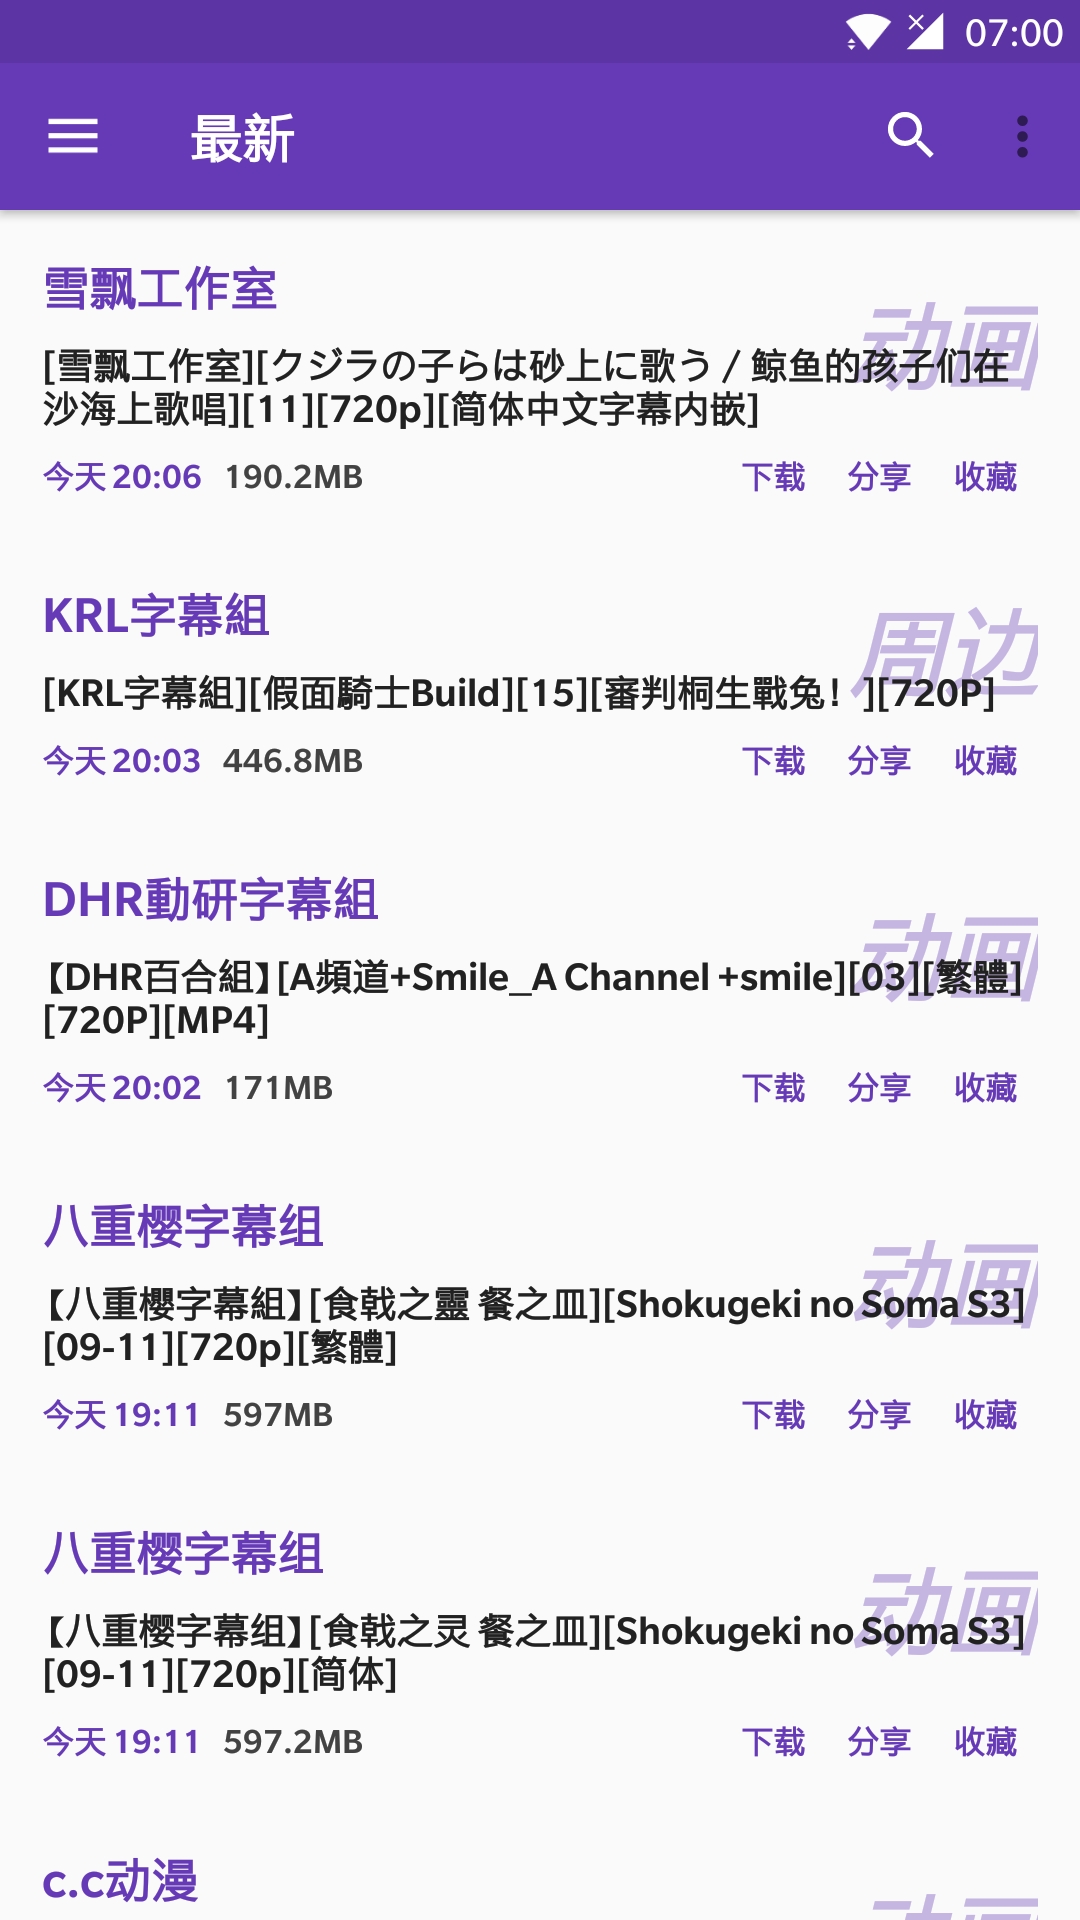 07:00
最新
雪飘工作室
动画
[雪飘工作室][クジラの子らは砂上に歌う / 鲸鱼的孩子们在
沙海上歌唱][11][720p][简体中文字幕内嵌]
今天 20:06 190.2MB 下载 分享 收藏
KRL字幕組
周边
[KRL字幕組][假面騎士Build][15][審判桐生戰兔！][720P]
今天 20:03 446.8MB 下载 分享 收藏
DHR動研字幕組
动画
【DHR百合組】[A頻道+Smile_A Channel +smile][03][繁體]
[720P][MP4]
今天 20:02 171MB 下载 分享 收藏
八重樱字幕组
动画
【八重櫻字幕組】[食戟之靈 餐之皿][Shokugeki no Soma S3]
[09-11][720p][繁體]
今天 19:11 597MB 下载 分享 收藏
八重樱字幕组
动画
【八重樱字幕组】[食戟之灵 餐之皿][Shokugeki no Soma S3]
[09-11][720p][简体]
今天 19:11 597.2MB 下载 分享 收藏
c.c动漫